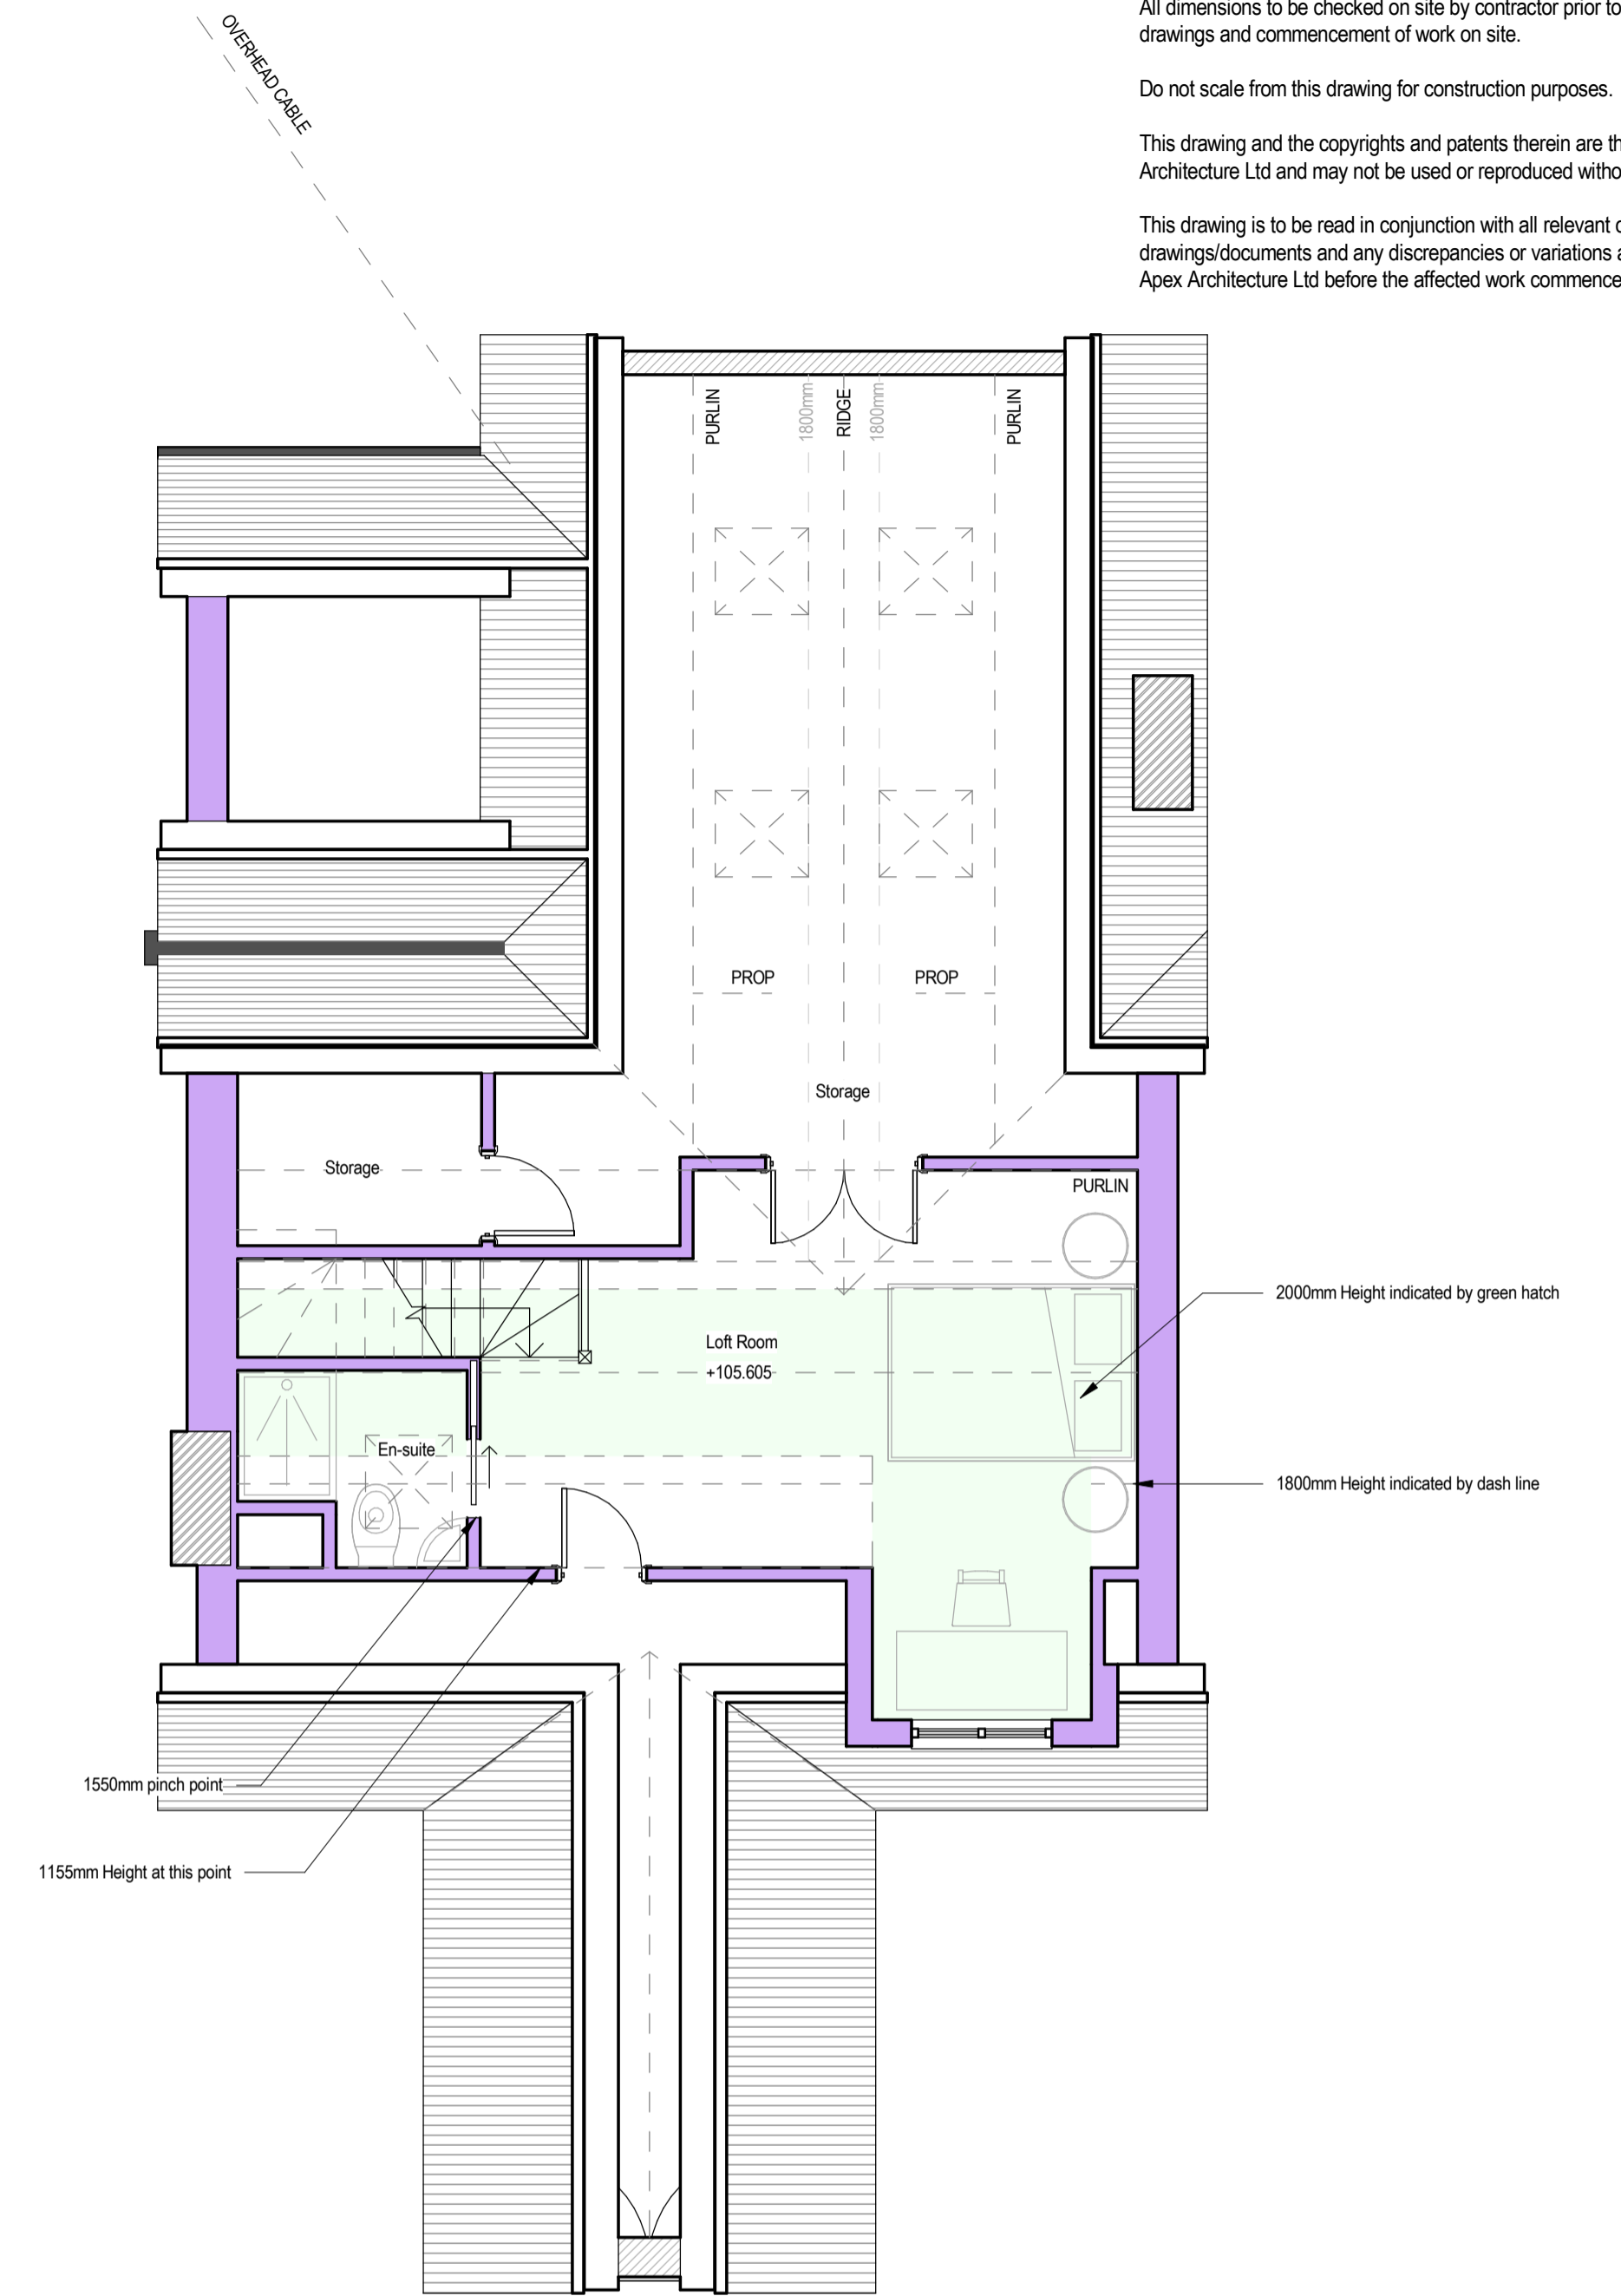 All dimensions to be checked on site by contractor prior to
drawings and commencement of work on site.
Do not scale from this drawing for construction purposes.
This drawing and the copyrights and patents therein are th
Architecture Ltd and may not be used or reproduced witho
This drawing is to be read in conjunction with all relevant
drawings/documents and any discrepancies or variations a
Apex Architecture Ltd before the affected work commence
OVERHEAD CABLE
PURLIN
1800mm
RIDGE
1800mm
PURLIN
PROP
PROP
Storage
Storage
PURLIN
2000mm Height indicated by green hatch
Loft Room
+105.605
En-suite
1800mm Height indicated by dash line
1550mm pinch point
1155mm Height at this point